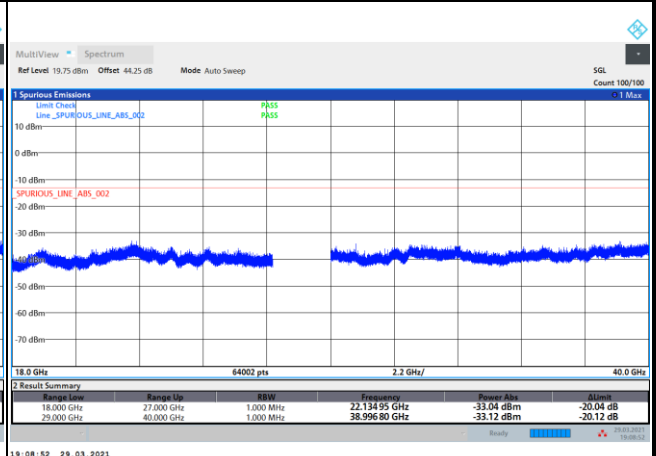 MultiView Spectrum
Ref Level 19.75 dBm Offset 44.25 dB Mode Auto Sweep SGL
Count 100/100
1 Spurious Emissions 1 Max
Limit Check PASS
Line _SPURIOUS_LINE_ABS_002 PASS
10 dBm
0 dBm
-10 dBm
_SPURIOUS_LINE_ABS_002
-20 dBm
-30 dBm
-40 dBm
-50 dBm
-60 dBm
-70 dBm
18.0 GHz 64002 pts 2.2 GHz/ 40.0 GHz
2 Result Summary
Range Low Range Up RBW Frequency Power Abs ΔLimit
18.000 GHz 27.000 GHz 1.000 MHz 22.134 95 GHz -33.04 dBm -20.04 dB
29.000 GHz 40.000 GHz 1.000 MHz 38.996 80 GHz -33.12 dBm -20.12 dB
Ready 29.03.2021
19:08:52
19:08:52 29.03.2021